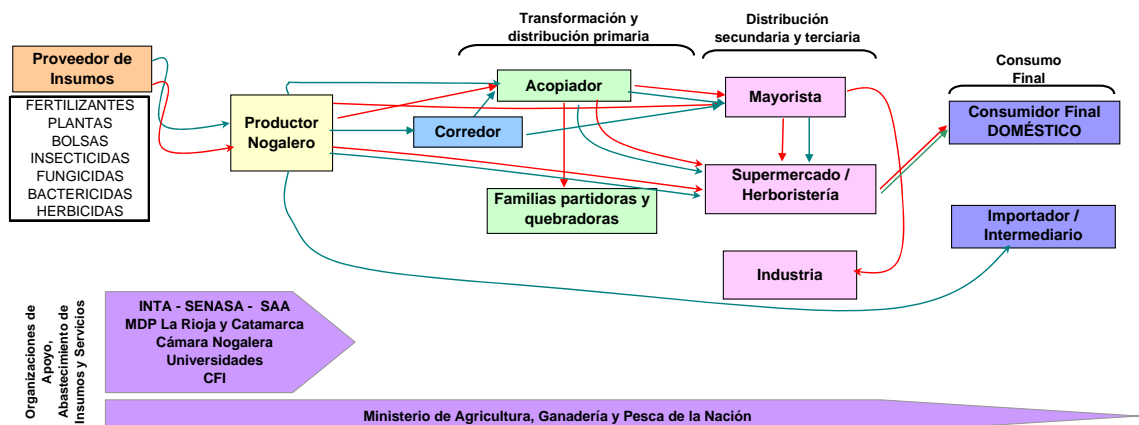 Transformación y
distribución primaria
Distribución
secundaria y terciaria
Consumo
Final
Proveedor de
Insumos
FERTILIZANTES
PLANTAS
BOLSAS
INSECTICIDAS
FUNGICIDAS
BACTERICIDAS
HERBICIDAS
Productor
Nogalero
Acopiador
Corredor
Familias partidoras y
quebradoras
Mayorista
Supermercado /
Herboristería
Industria
Consumidor Final
DOMÉSTICO
Importador /
Intermediario
Organizaciones de
Apoyo,
Abastecimiento de
Insumos y Servicios
INTA - SENASA - SAA
MDP La Rioja y Catamarca
Cámara Nogalera
Universidades
CFI
Ministerio de Agricultura, Ganadería y Pesca de la Nación